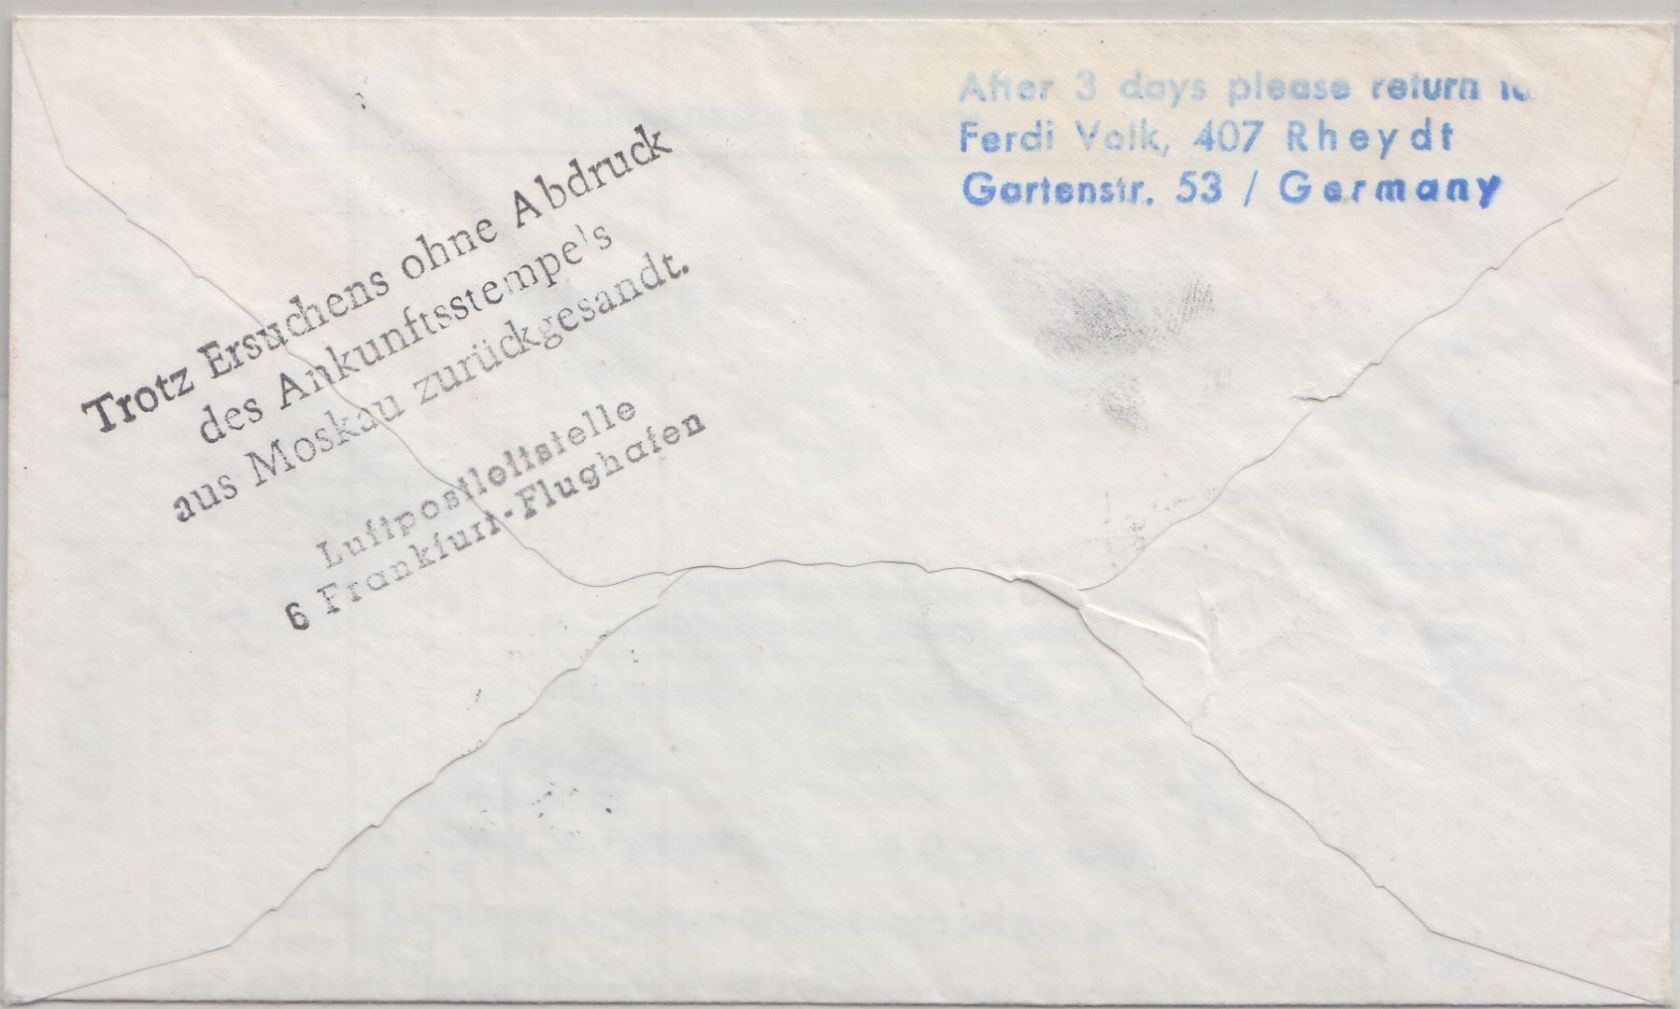 After 3 days please return to:
Ferdi Volk, 407 Rheydt
Gartenstr. 53 / Germany
Trotz Ersuchens ohne Abdruck
des Ankunftsstempels
aus Moskau zurückgesandt.
Luftpostleitstelle
6 Frankfurt-Flughafen